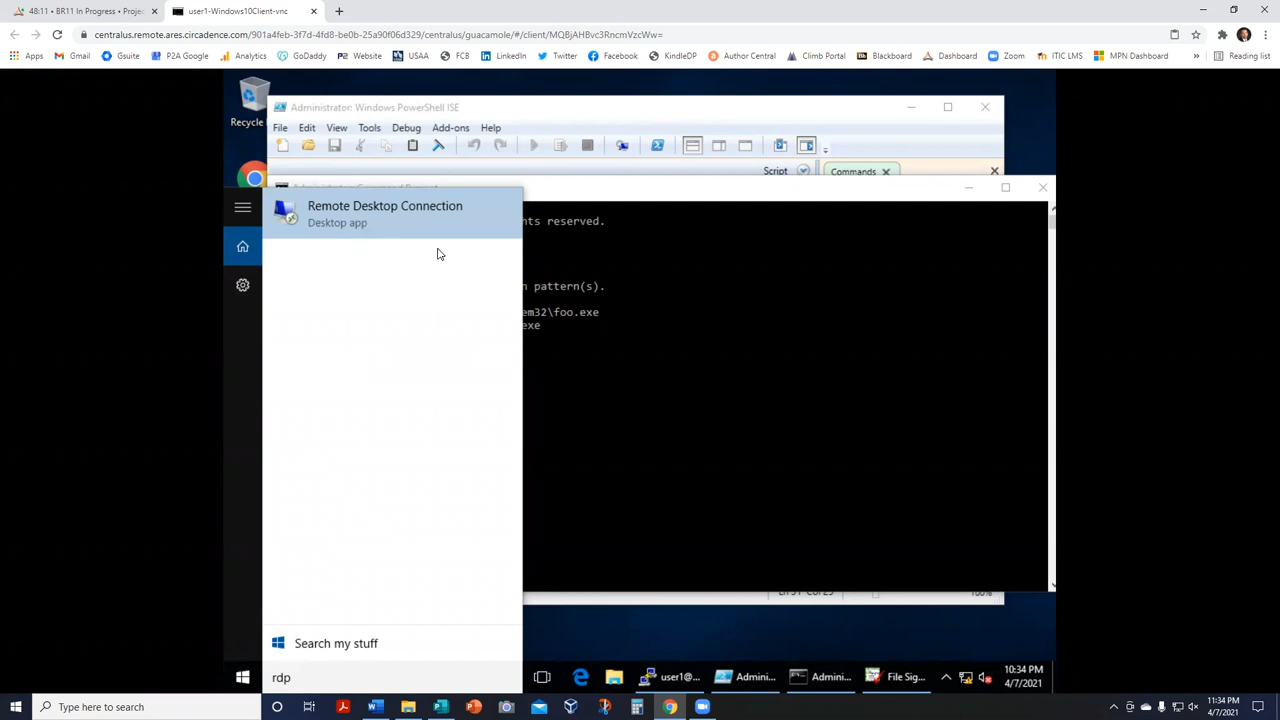 48:11 / BR11 In Progress • Projec
user1-Windows10Client-vnc
centralus.remote.ares.circadence.com/901a4feb-3f7d-4fd8-be0b-25a90f06d329/centralus/guacamole/#/client/MQBjAHBvc3RncmVzcWw=
Apps Gmail Gsuite P2A Google Analytics GoDaddy Website USAA FCB LinkedIn Twitter Facebook KindleDP Author Central Climb Portal Blackboard Dashboard Zoom ITIC LMS MPN Dashboard » Reading list
Recycle
Administrator: Windows PowerShell ISE
File Edit View Tools Debug Add-ons Help
Script Commands
Remote Desktop Connection
Desktop app
hts reserved.
n pattern(s).
em32\foo.exe
exe
100%
Search my stuff
rdp
user1@... Admini... Admini... File Sig...
10:34 PM
4/7/2021
Type here to search
11:34 PM
4/7/2021